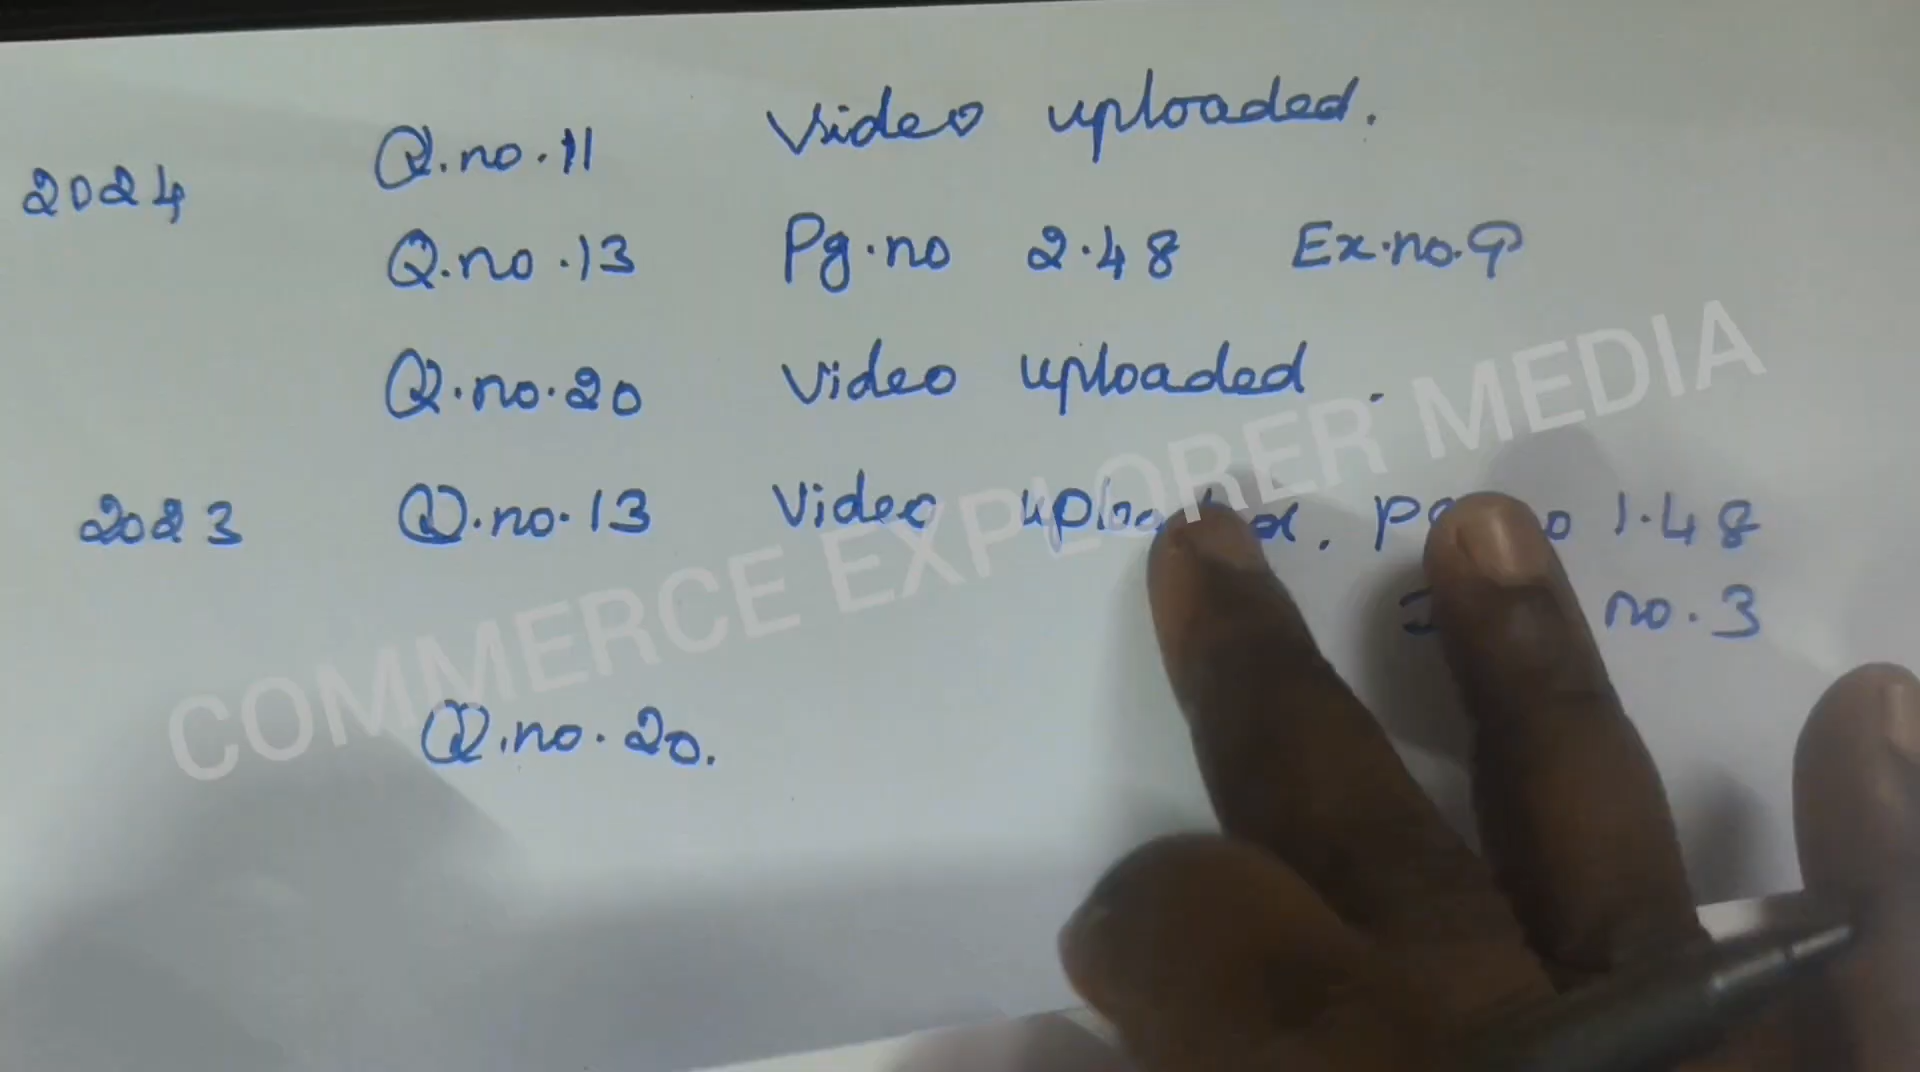 2024 Q.no.11 Video uploaded.
Q.no.13 Pg.no 2.48 Ex.no.9
Q.no.20 Video uploaded.
2023 Q.no.13 Video 1.48
no.3
Q.no.20.
COMMERCE EXPLORER MEDIA